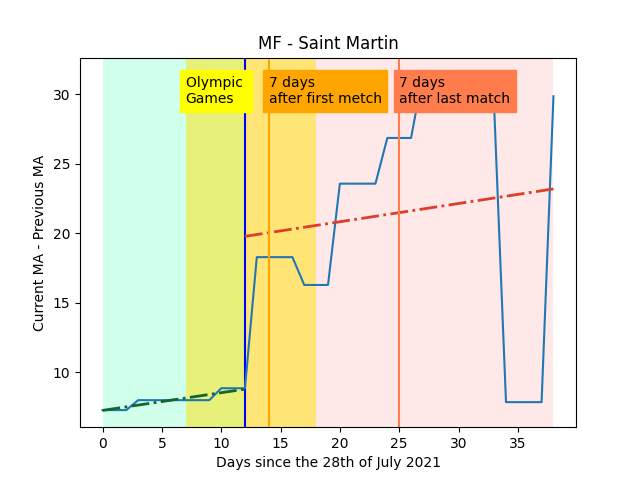 MF - Saint Martin
Olympic
Games
7 days
after first metch
7 days
after last match
30
25
20
15
10
Current MA - Previous MA
0 5 10 15 20 25 30 35
Days since the 28th of July 2021